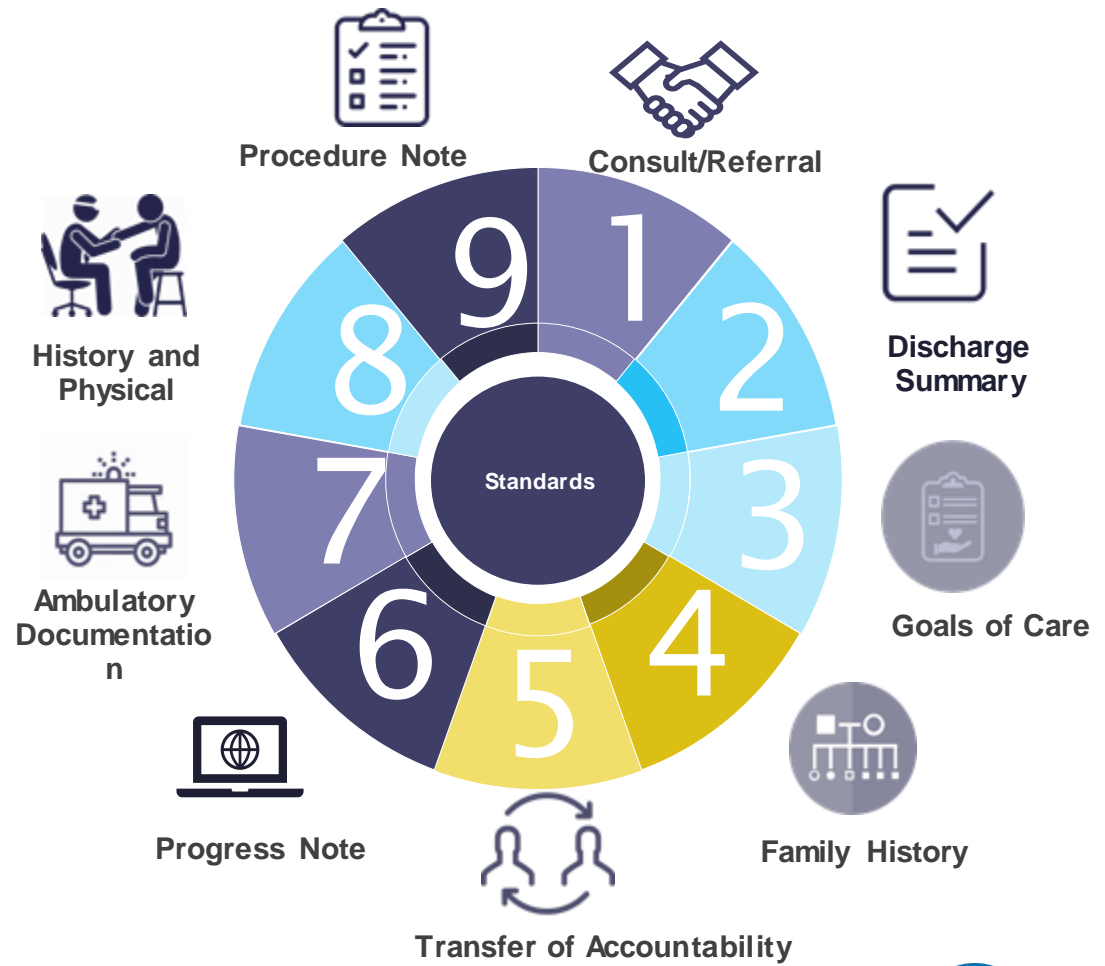 Procedure Note
Consult/Referral
9
1
History and
Physical
8
2
Discharge
Summary
7
Standards
3
Ambulatory
Documentatio
n
6
4
Goals of Care
5
Progress Note
Family History
Transfer of Accountability